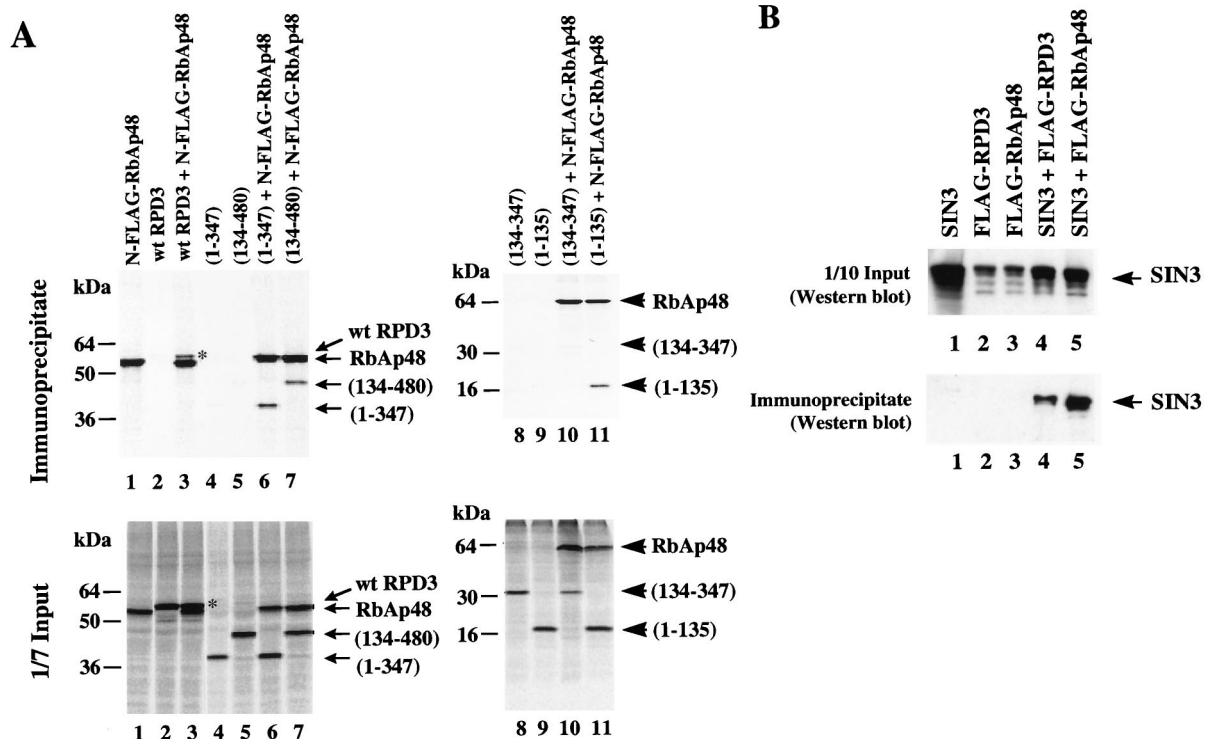 A
N-FLAG-RbAp48
wt RPD3
wt RPD3 + N-FLAG-RbAp48
(1-347)
(134-480)
(1-347) + N-FLAG-RbAp48
(134-480) + N-FLAG-RbAp48
Immunoprecipitate
kDa
64
50
36
*
wt RPD3
RbAp48
(134-480)
(1-347)
1 2 3 4 5 6 7
(134-347)
(1-135)
(134-347) + N-FLAG-RbAp48
(1-135) + N-FLAG-RbAp48
kDa
64
30
16
RbAp48
(134-347)
(1-135)
8 9 10 11
1/7 Input
kDa
64
50
36
*
wt RPD3
RbAp48
(134-480)
(1-347)
1 2 3 4 5 6 7
kDa
64
30
16
RbAp48
(134-347)
(1-135)
8 9 10 11
B
SIN3
FLAG-RPD3
FLAG-RbAp48
SIN3 + FLAG-RPD3
SIN3 + FLAG-RbAp48
1/10 Input
(Western blot)
SIN3
1 2 3 4 5
Immunoprecipitate
(Western blot)
SIN3
1 2 3 4 5